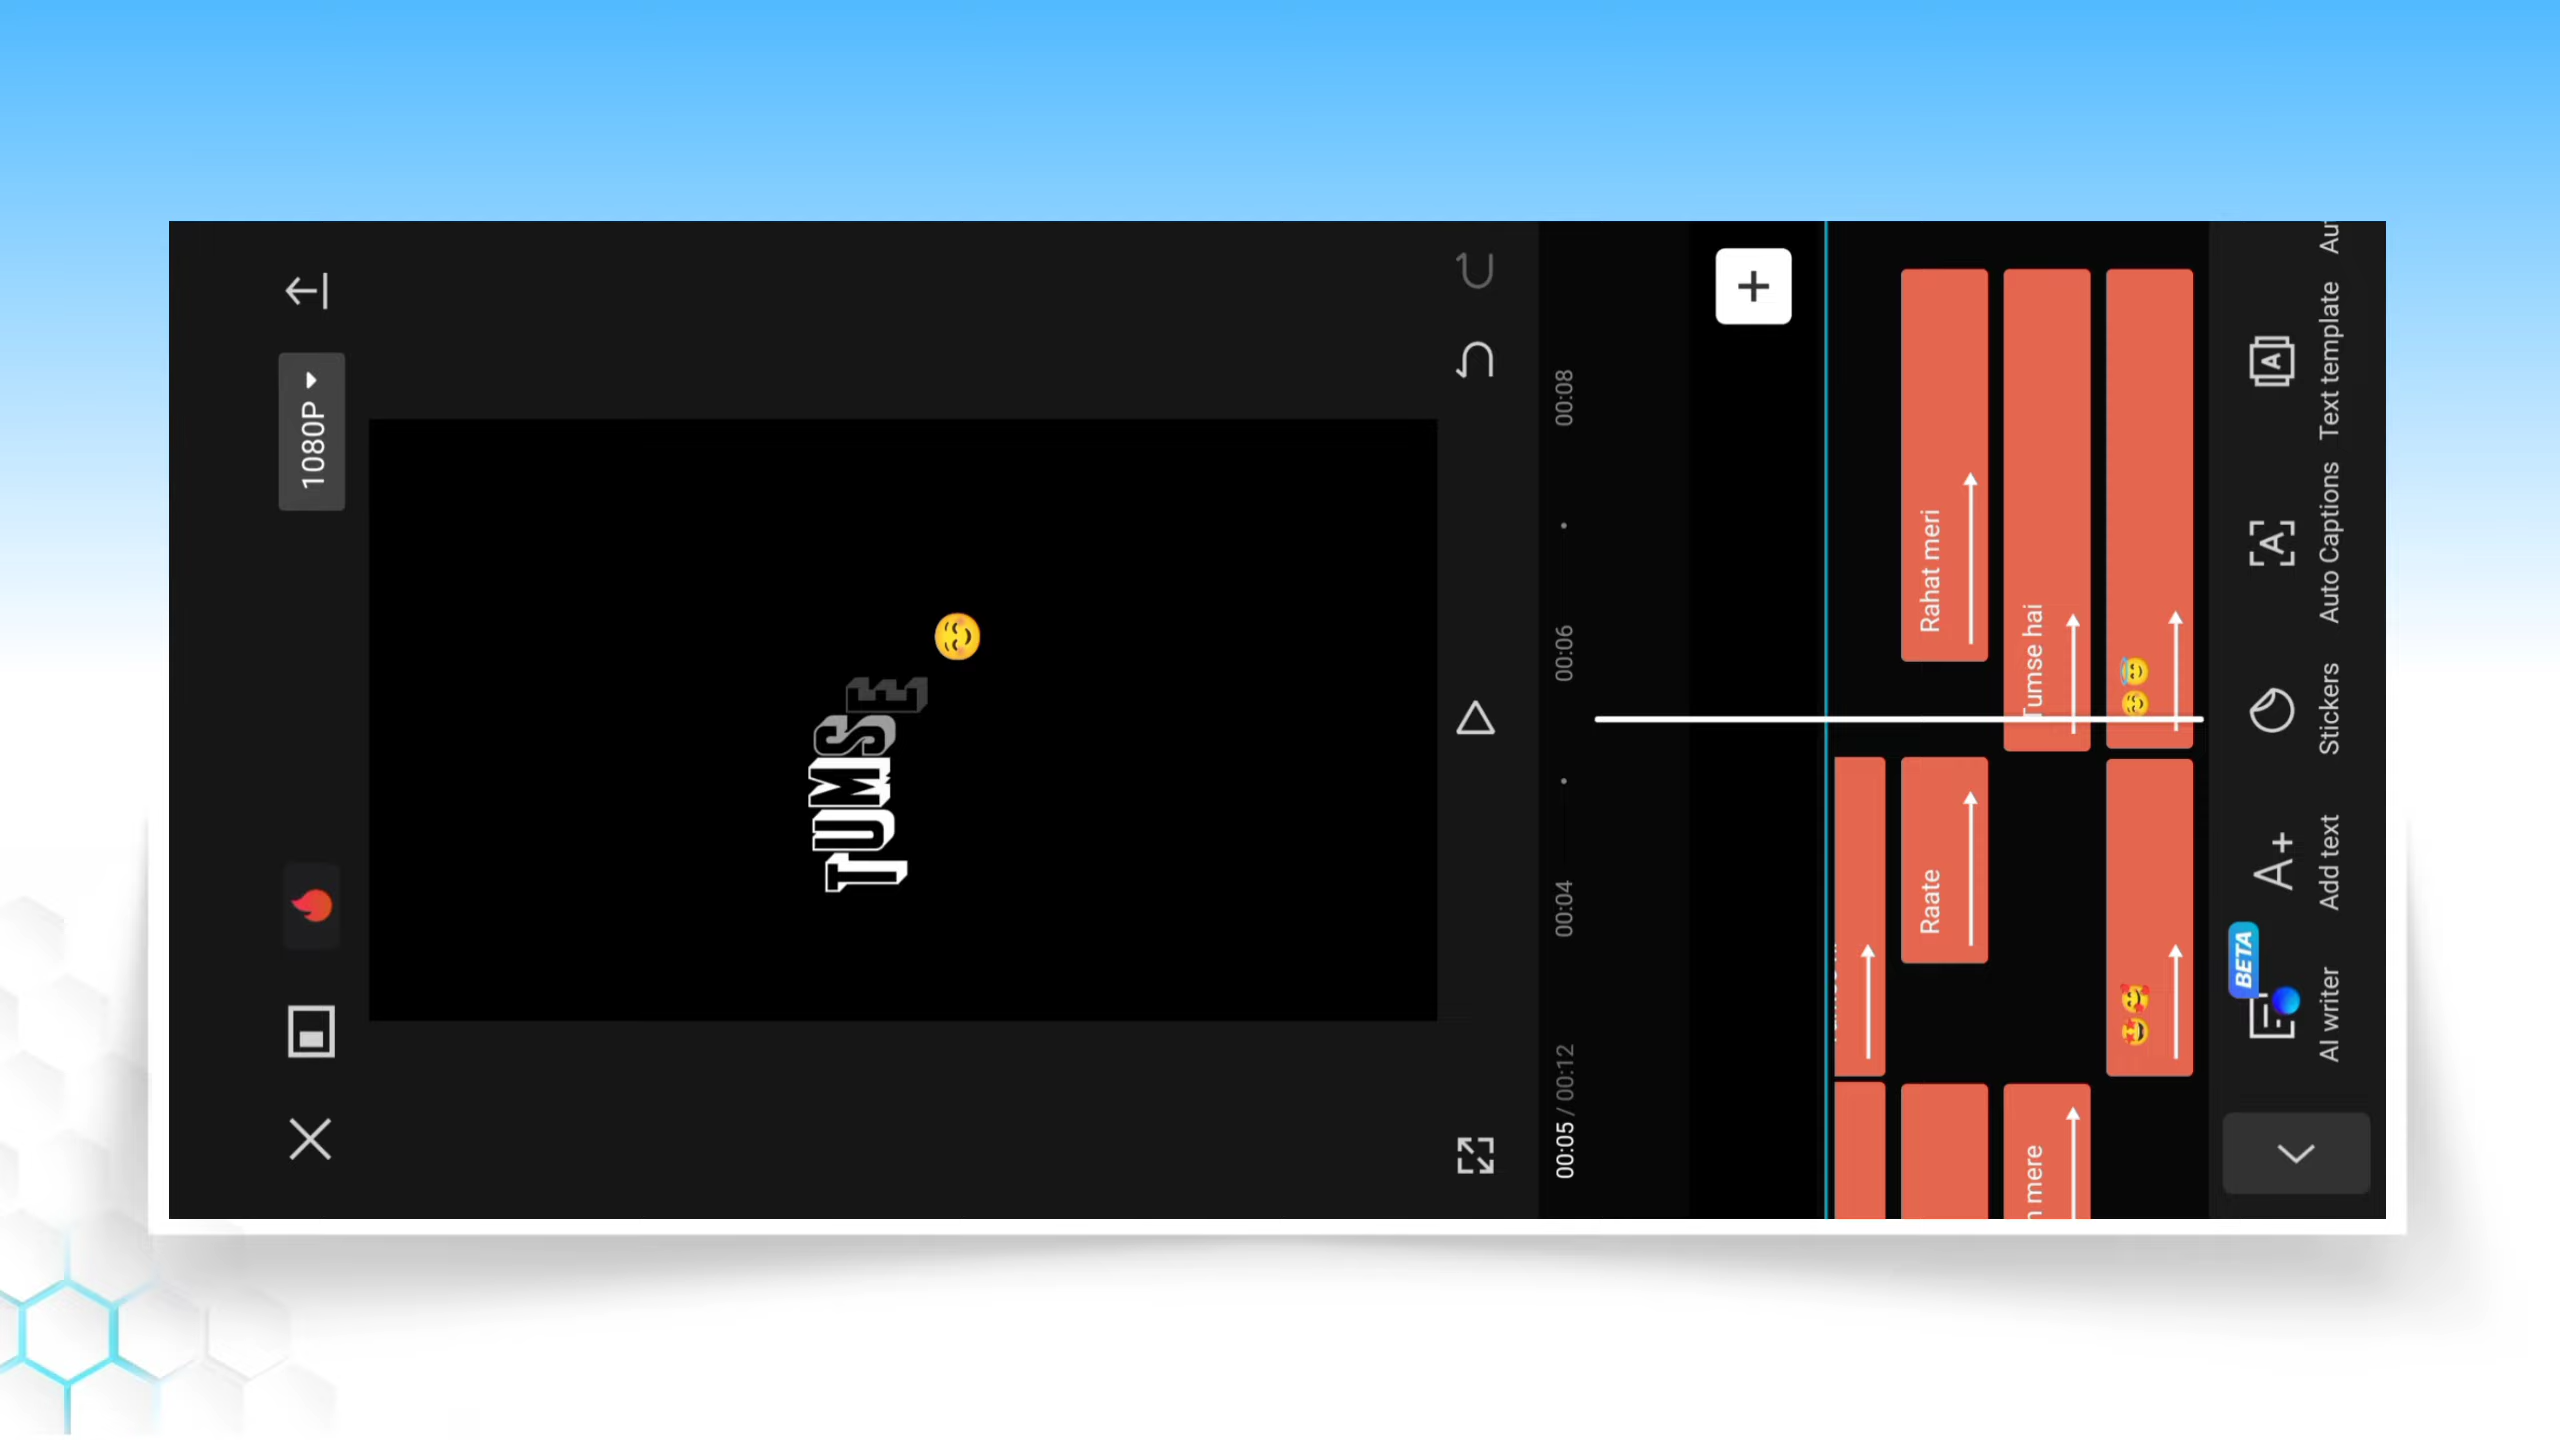 1080P
TUMSE
😌
00:05 / 00:12
00:04
00:06
00:08
Raate
Rahat meri
n mere
Tumse hai
😍🥰
😌😇
BETA
AI writer
Add text
Stickers
Auto Captions
Text template
Au